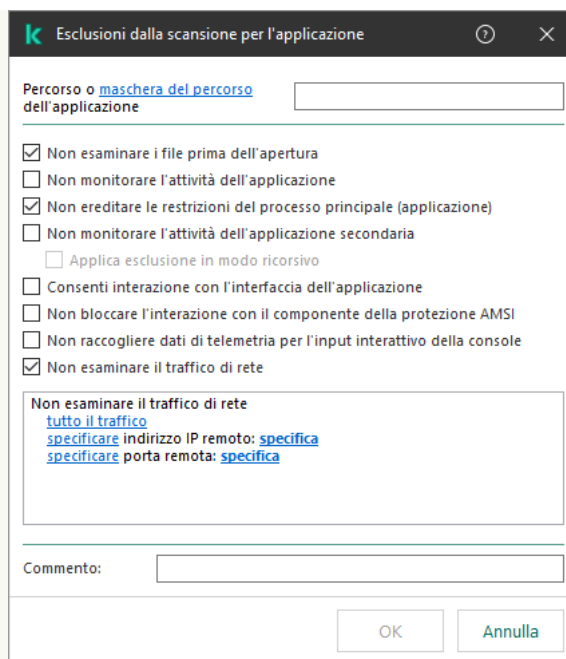 Esclusioni dalla scansione per l'applicazione
Percorso o maschera del percorso
dell'applicazione
Non esaminare i file prima dell'apertura
Non monitorare l'attività dell'applicazione
Non ereditare le restrizioni del processo principale (applicazione)
Non monitorare l'attività dell'applicazione secondaria
Applica esclusione in modo ricorsivo
Consenti interazione con l'interfaccia dell'applicazione
Non bloccare l'interazione con il componente della protezione AMSI
Non raccogliere dati di telemetria per l'input interattivo della console
Non esaminare il traffico di rete
Non esaminare il traffico di rete
tutto il traffico
specificare indirizzo IP remoto: specifica
specificare porta remota: specifica
Commento:
OK Annulla